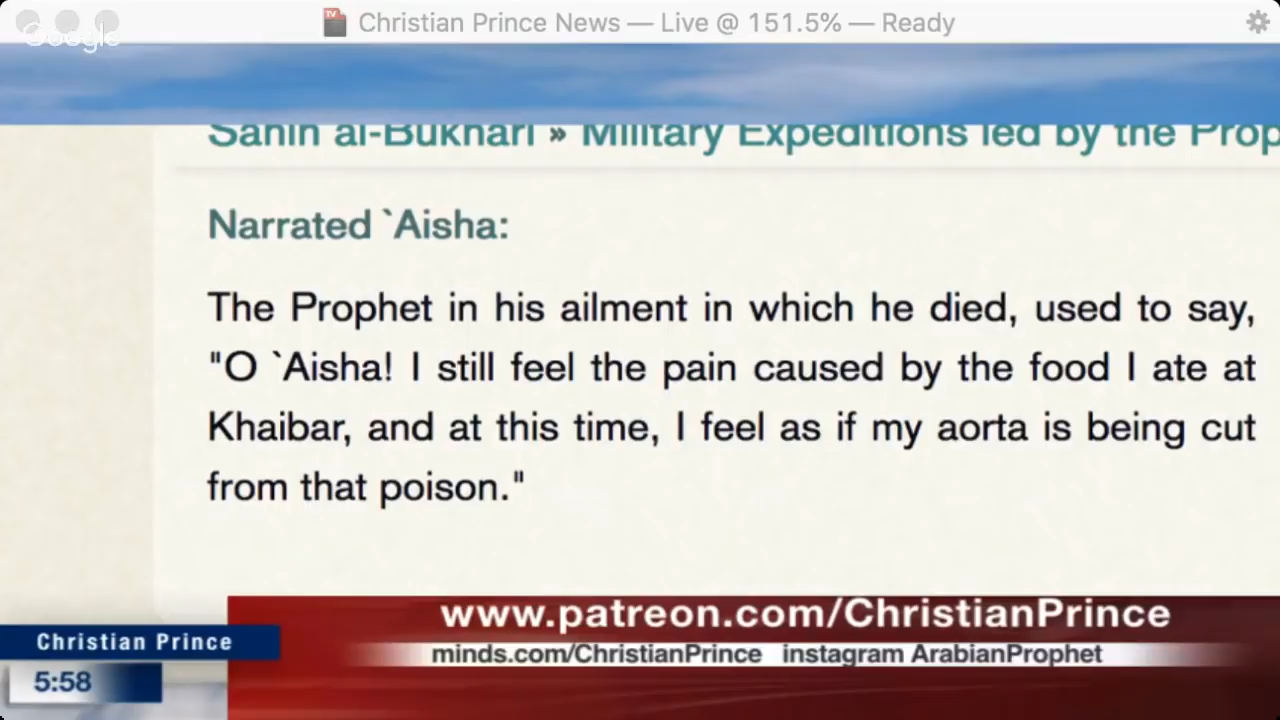 Christian Prince News — Live @ 151.5% — Ready
Google
Sahih al-Bukhari » Military Expeditions led by the Prop
Narrated `Aisha:
The Prophet in his ailment in which he died, used to say,
"O `Aisha! I still feel the pain caused by the food I ate at
Khaibar, and at this time, I feel as if my aorta is being cut
from that poison."
www.patreon.com/ChristianPrince
Christian Prince
minds.com/ChristianPrince instagram ArabianProphet
5:58